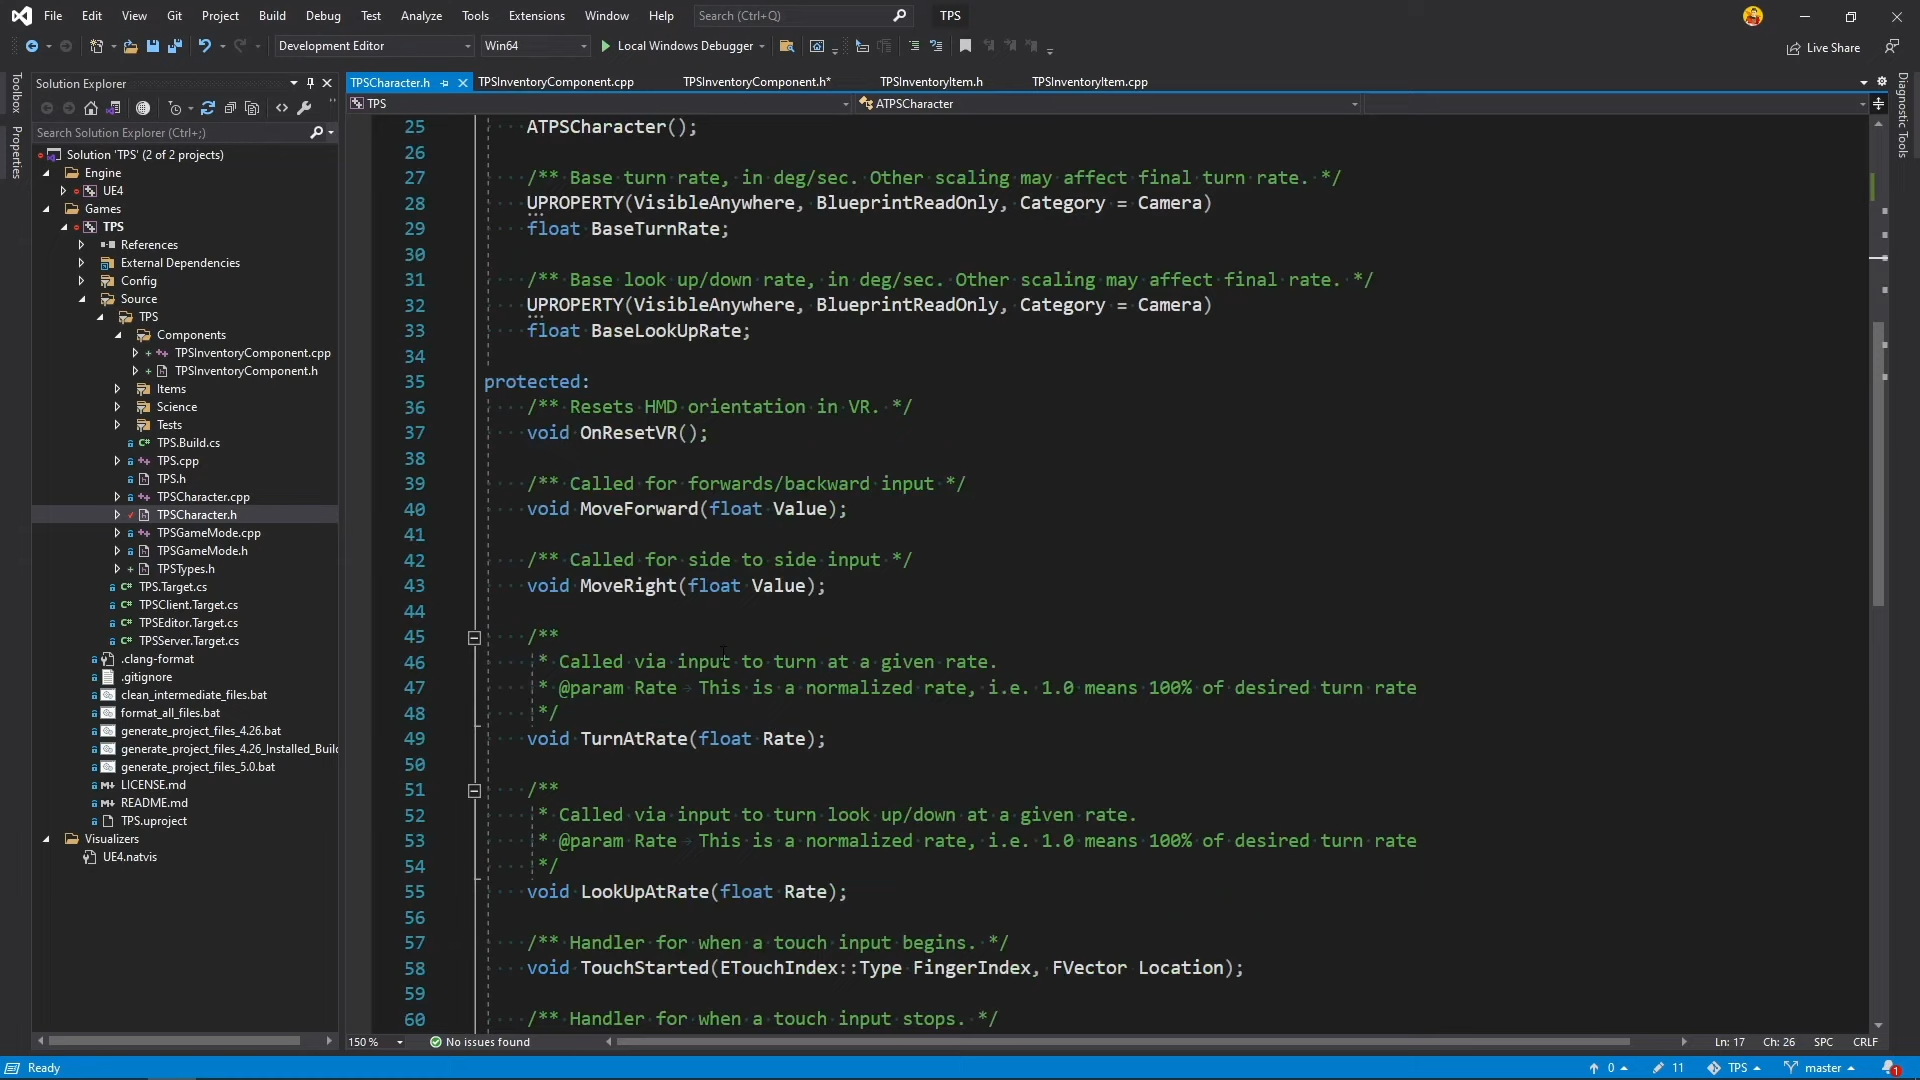 File Edit View Git Project Build Debug Test Analyze Tools Extensions Window Help Search (Ctrl+Q) TPS
Development Editor Win64 Local Windows Debugger Live Share
Toolbox
Properties
Solution Explorer
Search Solution Explorer (Ctrl+;)
Solution 'TPS' (2 of 2 projects)
Engine
UE4
Games
TPS
References
External Dependencies
Config
Source
TPS
Components
TPSInventoryComponent.cpp
TPSInventoryComponent.h
Items
Science
Tests
TPS.Build.cs
TPS.cpp
TPS.h
TPSCharacter.cpp
TPSCharacter.h
TPSGameMode.cpp
TPSGameMode.h
TPSTypes.h
TPS.Target.cs
TPSClient.Target.cs
TPSEditor.Target.cs
TPSServer.Target.cs
.clang-format
.gitignore
clean_intermediate_files.bat
format_all_files.bat
generate_project_files_4.26.bat
generate_project_files_4.26_Installed_Build
generate_project_files_5.0.bat
LICENSE.md
README.md
TPS.uproject
Visualizers
UE4.natvis
TPSCharacter.h TPSInventoryComponent.cpp TPSInventoryComponent.h* TPSInventoryItem.h TPSInventoryItem.cpp
TPS ATPSCharacter
25 ATPSCharacter();
26
27 /** Base turn rate, in deg/sec. Other scaling may affect final turn rate. */
28 UPROPERTY(VisibleAnywhere, BlueprintReadOnly, Category = Camera)
29 float BaseTurnRate;
30
31 /** Base look up/down rate, in deg/sec. Other scaling may affect final rate. */
32 UPROPERTY(VisibleAnywhere, BlueprintReadOnly, Category = Camera)
33 float BaseLookUpRate;
34
35 protected:
36 /** Resets HMD orientation in VR. */
37 void OnResetVR();
38
39 /** Called for forwards/backward input */
40 void MoveForward(float Value);
41
42 /** Called for side to side input */
43 void MoveRight(float Value);
44
45 /**
46 * Called via input to turn at a given rate.
47 * @param Rate This is a normalized rate, i.e. 1.0 means 100% of desired turn rate
48 */
49 void TurnAtRate(float Rate);
50
51 /**
52 * Called via input to turn look up/down at a given rate.
53 * @param Rate This is a normalized rate, i.e. 1.0 means 100% of desired turn rate
54 */
55 void LookUpAtRate(float Rate);
56
57 /** Handler for when a touch input begins. */
58 void TouchStarted(ETouchIndex::Type FingerIndex, FVector Location);
59
60 /** Handler for when a touch input stops. */
Diagnostic Tools
150 % No issues found Ln: 17 Ch: 26 SPC CRLF
Ready 0 11 TPS master 1